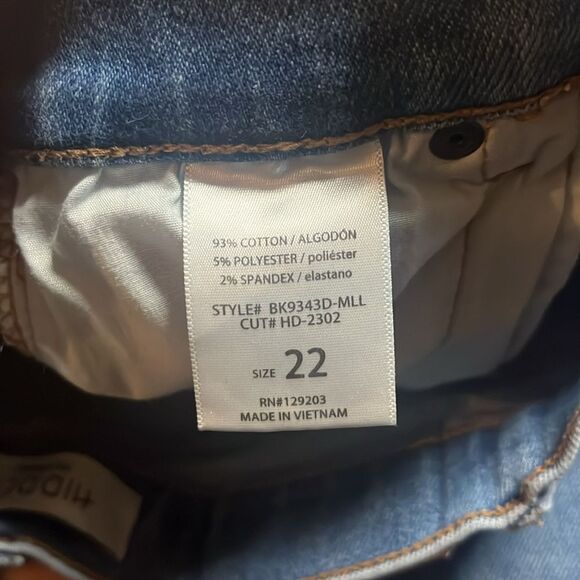 93% COTTON / ALGODÓN
5% POLYESTER / poliéster
2% SPANDEX / elastano
STYLE# BK9343D-MLL
CUT# HD-2302
SIZE 22
RN#129203
MADE IN VIETNAM